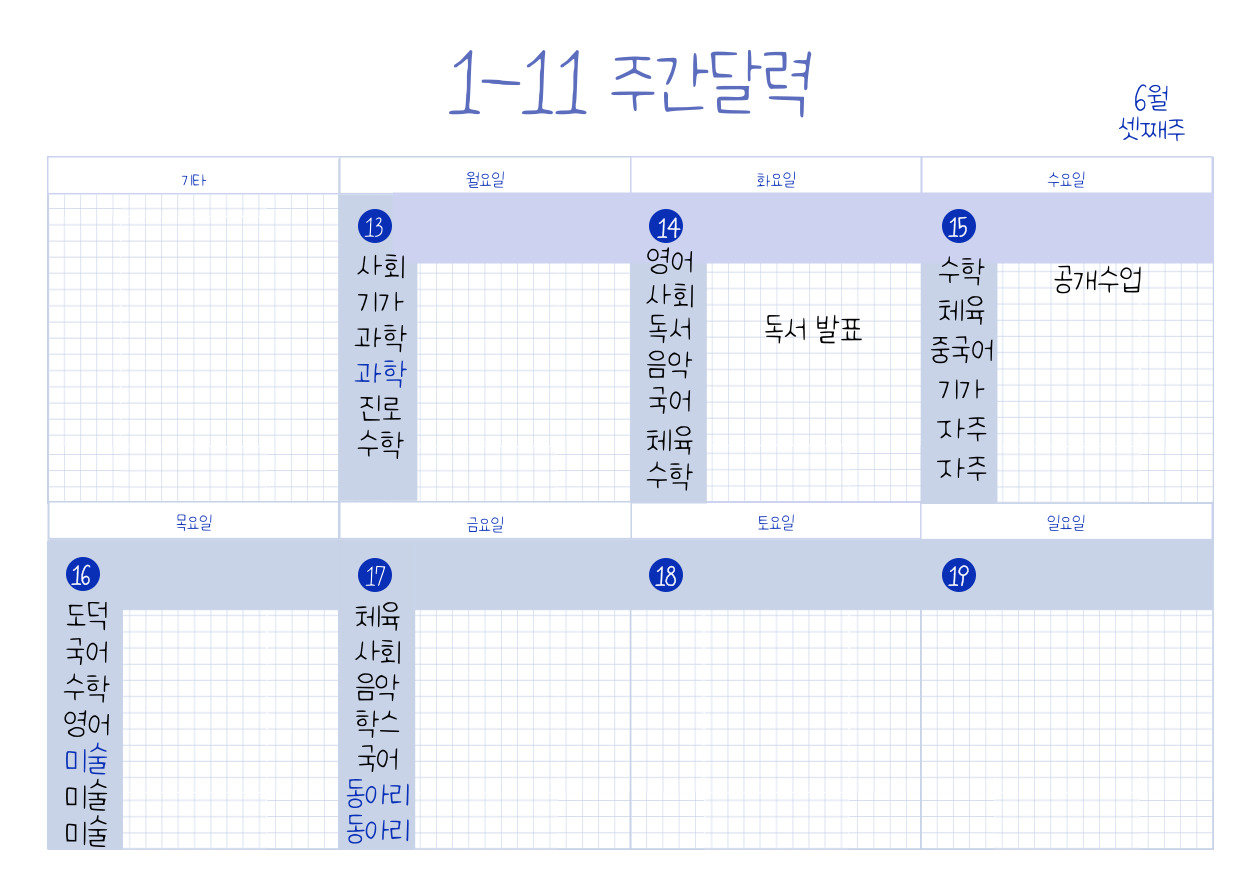 1-11 주간달력
6월
셋째주
기타
월요일
화요일
수요일
13
사회
기가
과학
과학
진로
수학
14
영어
사회
독서
독서 발표
음악
국어
체육
수학
15
수학
공개수업
체육
중국어
기가
자주
자주
목요일
금요일
토요일
일요일
16
도덕
국어
수학
영어
미술
미술
미술
17
체육
사회
음악
학스
국어
동아리
동아리
18
19